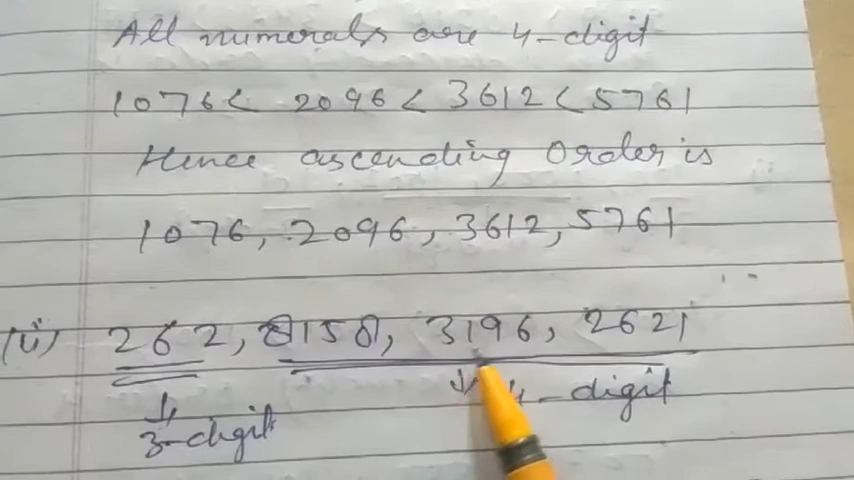 All numerals are 4-digit
1076< 2096 < 3612 < 5761
Hence ascending Order is
1076, 2096, 3612, 5761
(ii) 262, 8158, 3196, 2621
↓ ↓ 4-digit
3-digit